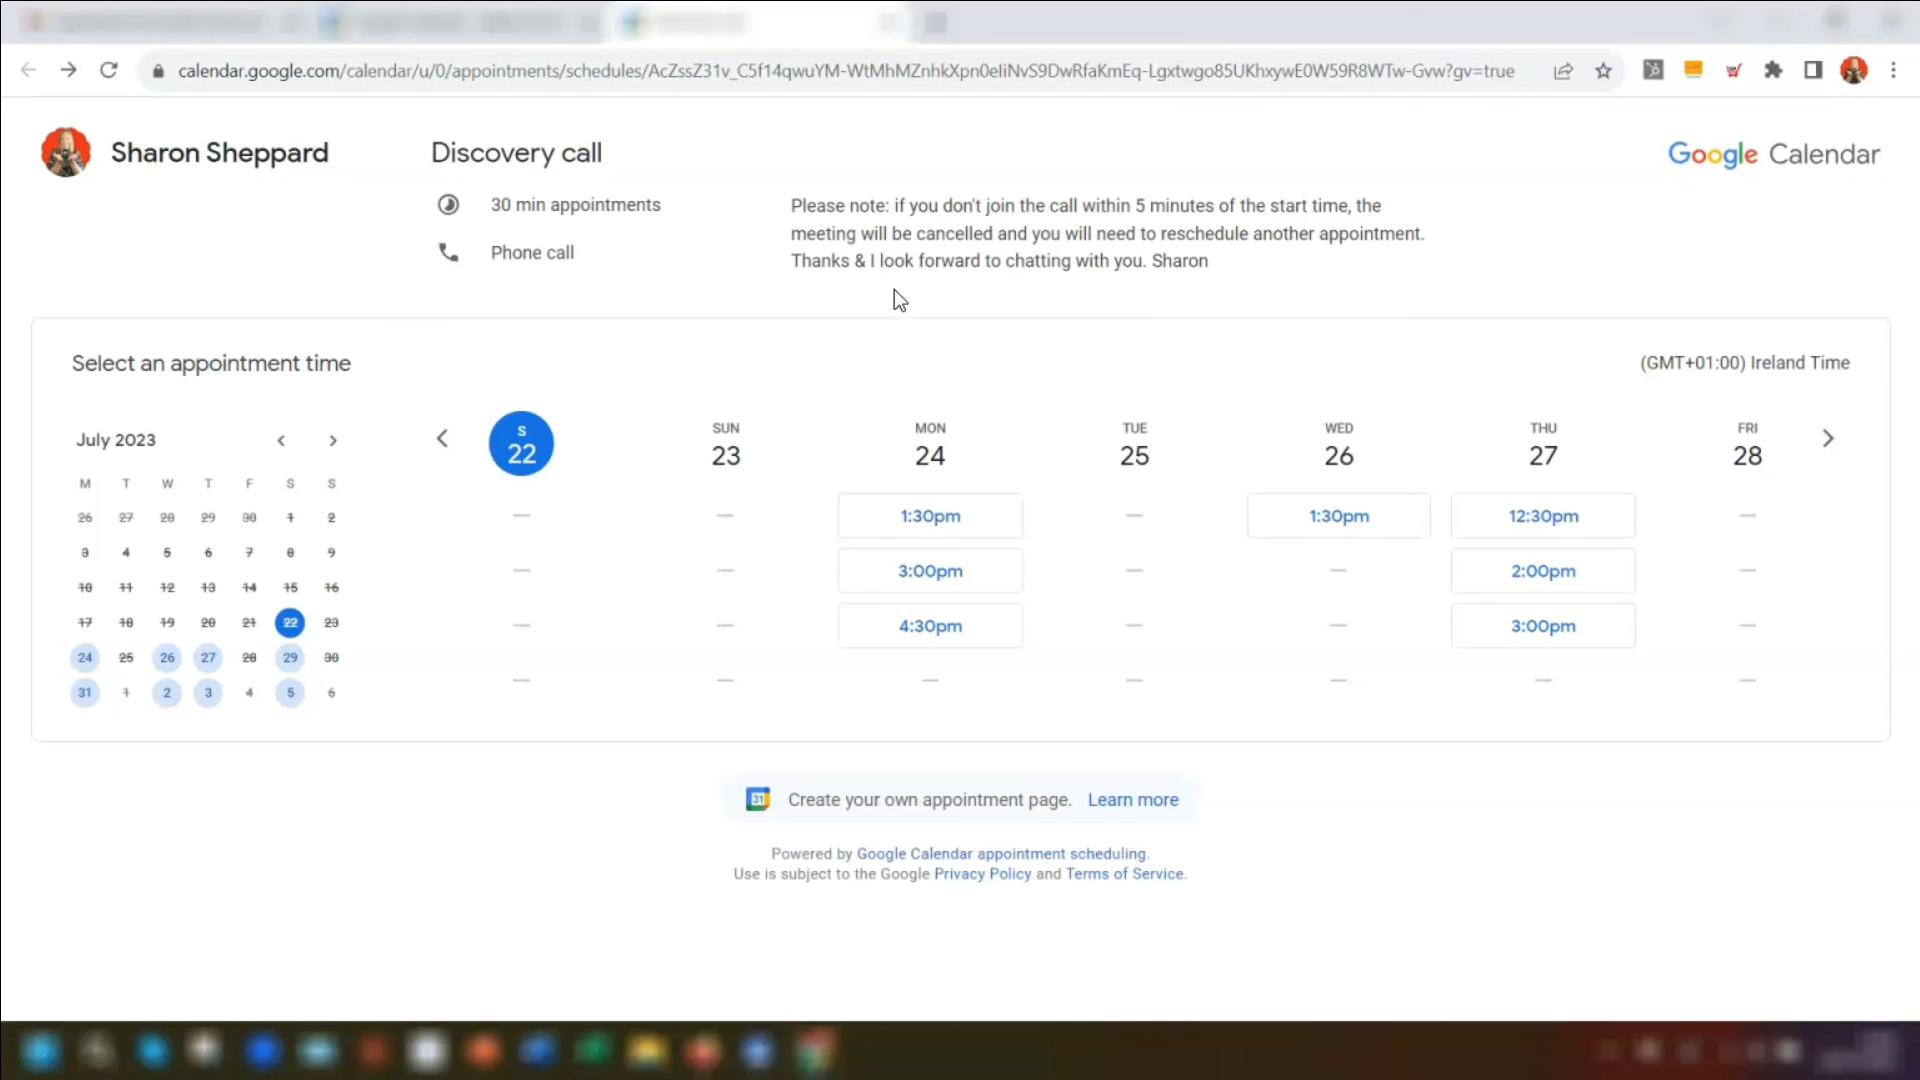 calendar.google.com/calendar/u/0/appointments/schedules/AcZssZ31v_C5f14qwuYM-WtMhMZnhkXpn0eIiNvS9DwRfaKmEq-Lgxtwgo85UKhxywE0W59R8WTw-Gvw?gv=true
Sharon Sheppard
Discovery call
Google Calendar
30 min appointments
Phone call
Please note: if you don't join the call within 5 minutes of the start time, the
meeting will be cancelled and you will need to reschedule another appointment.
Thanks & I look forward to chatting with you. Sharon
Select an appointment time
(GMT+01:00) Ireland Time
July 2023
M T W T F S S
26 27 28 29 30 1 2
3 4 5 6 7 8 9
10 11 12 13 14 15 16
17 18 19 20 21 22 23
24 25 26 27 28 29 30
31 1 2 3 4 5 6
S SUN MON TUE WED THU FRI
22 23 24 25 26 27 28
— — 1:30pm — 1:30pm 12:30pm —
— — 3:00pm — — 2:00pm —
— — 4:30pm — — 3:00pm —
— — — — — — —
31 Create your own appointment page. Learn more
Powered by Google Calendar appointment scheduling.
Use is subject to the Google Privacy Policy and Terms of Service.